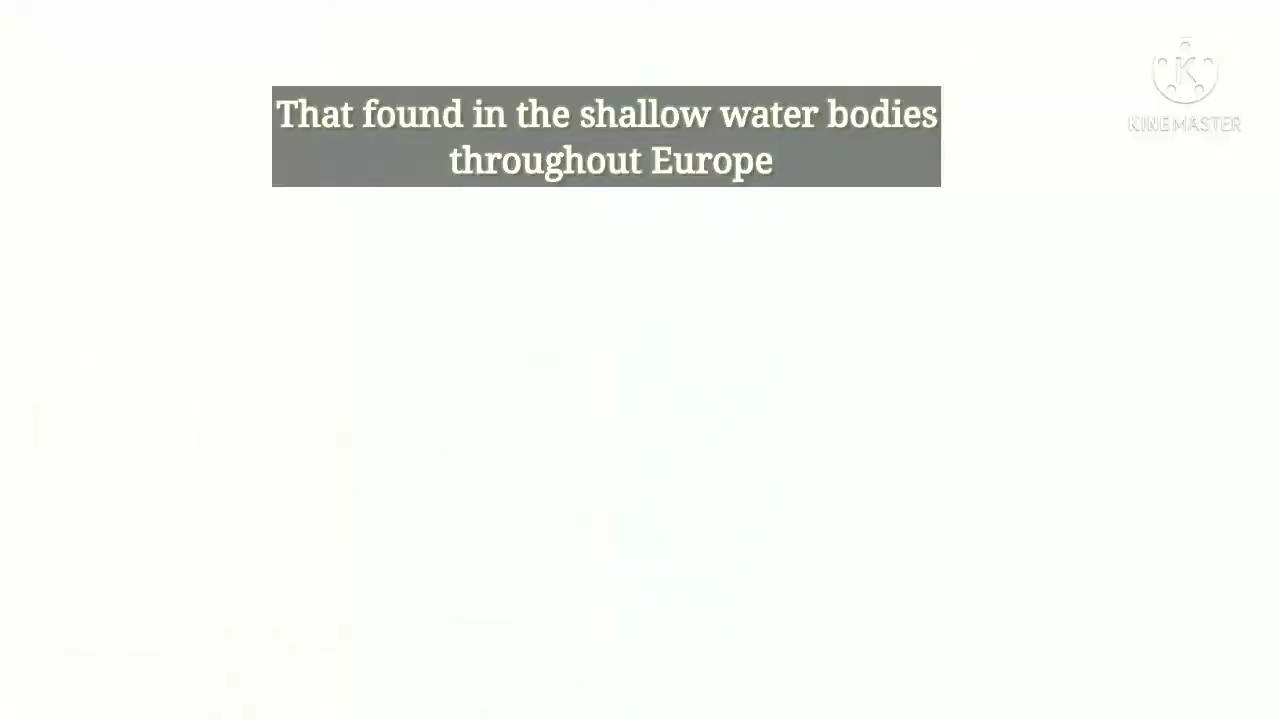 That found in the shallow water bodies
throughout Europe
K
KINEMASTER